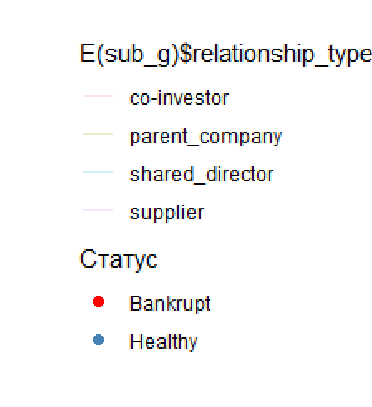 E(sub_g)$relationship_type
co-investor
parent_company
shared_director
supplier
Статус
Bankrupt
Healthy